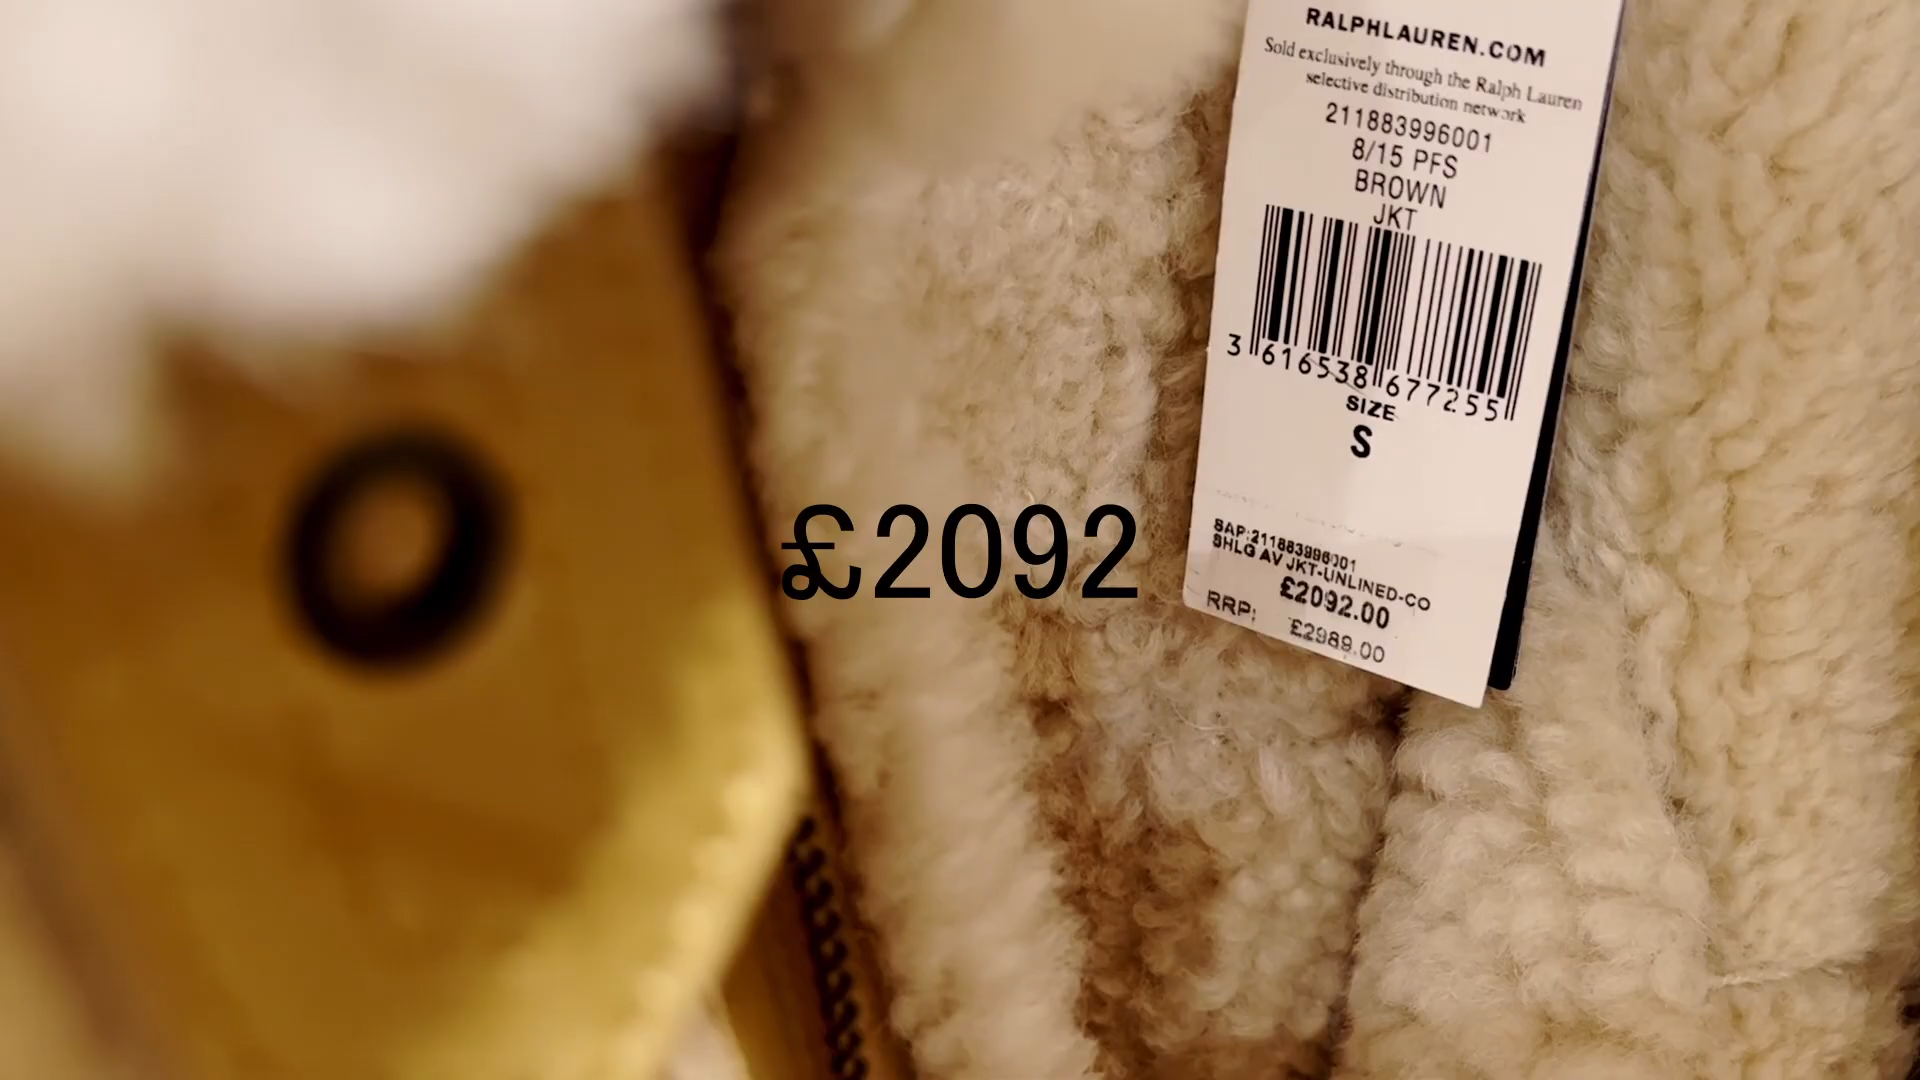 RALPHLAUREN.COM
Sold exclusively through the Ralph Lauren
selective distribution network
211883996001
8/15 PFS
BROWN
JKT
3 616538 677255
SIZE
S
£2092
SAP:211883996001
SHLG AV JKT-UNLINED-CO
£2092.00
RRP: £2989.00